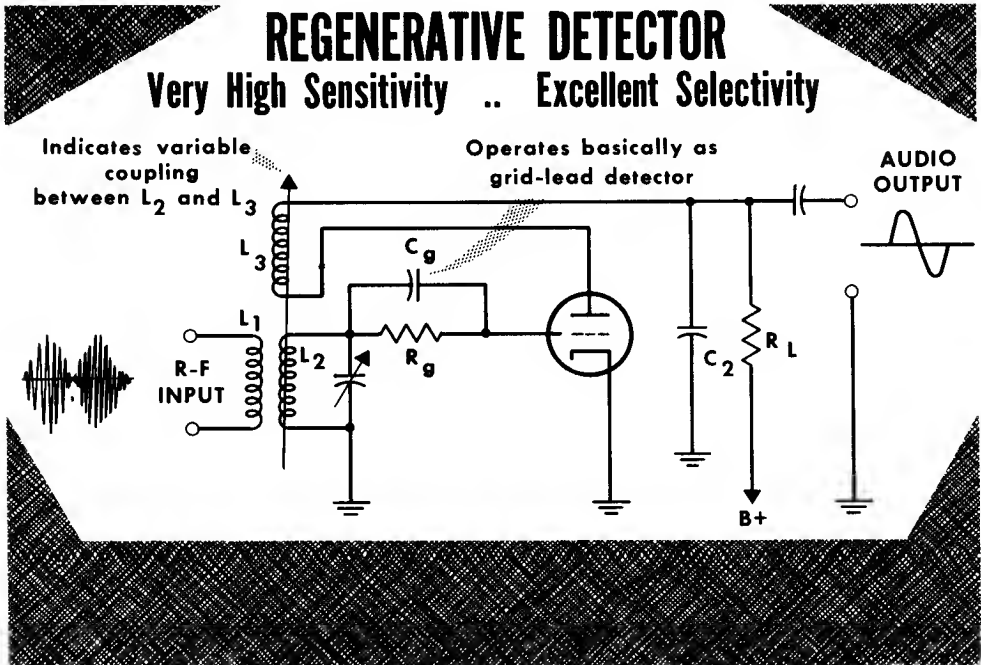 REGENERATIVE DETECTOR
Very High Sensitivity .. Excellent Selectivity
Indicates variable
coupling
between L2 and L3
Operates basically as
grid-lead detector
AUDIO
OUTPUT
L3
Cg
L1
R-F
INPUT
L2
Rg
C2
RL
B+